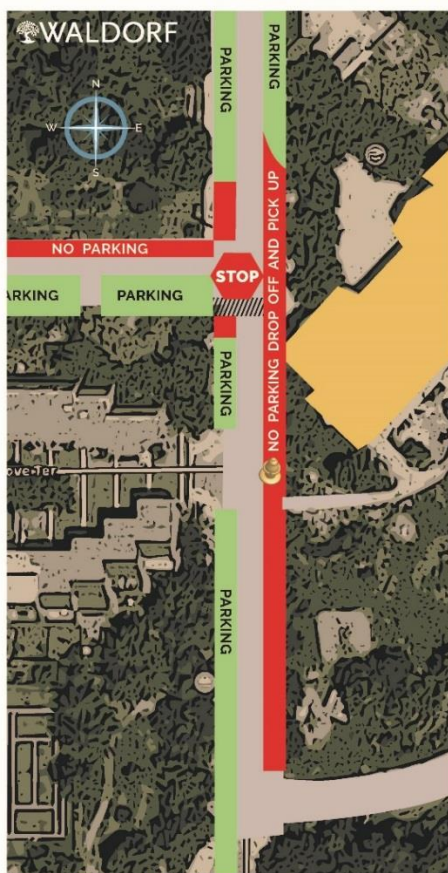 WALDORF
N
W
E
S
PARKING
PARKING
NO PARKING
STOP
NO PARKING DROP OFF AND PICK UP
ARKING
PARKING
PARKING
ove Ter
PARKING